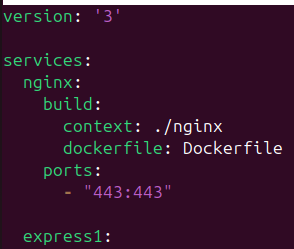 version: '3'
services:
  nginx:
    build:
      context: ./nginx
      dockerfile: Dockerfile
    ports:
      - "443:443"
  express1: